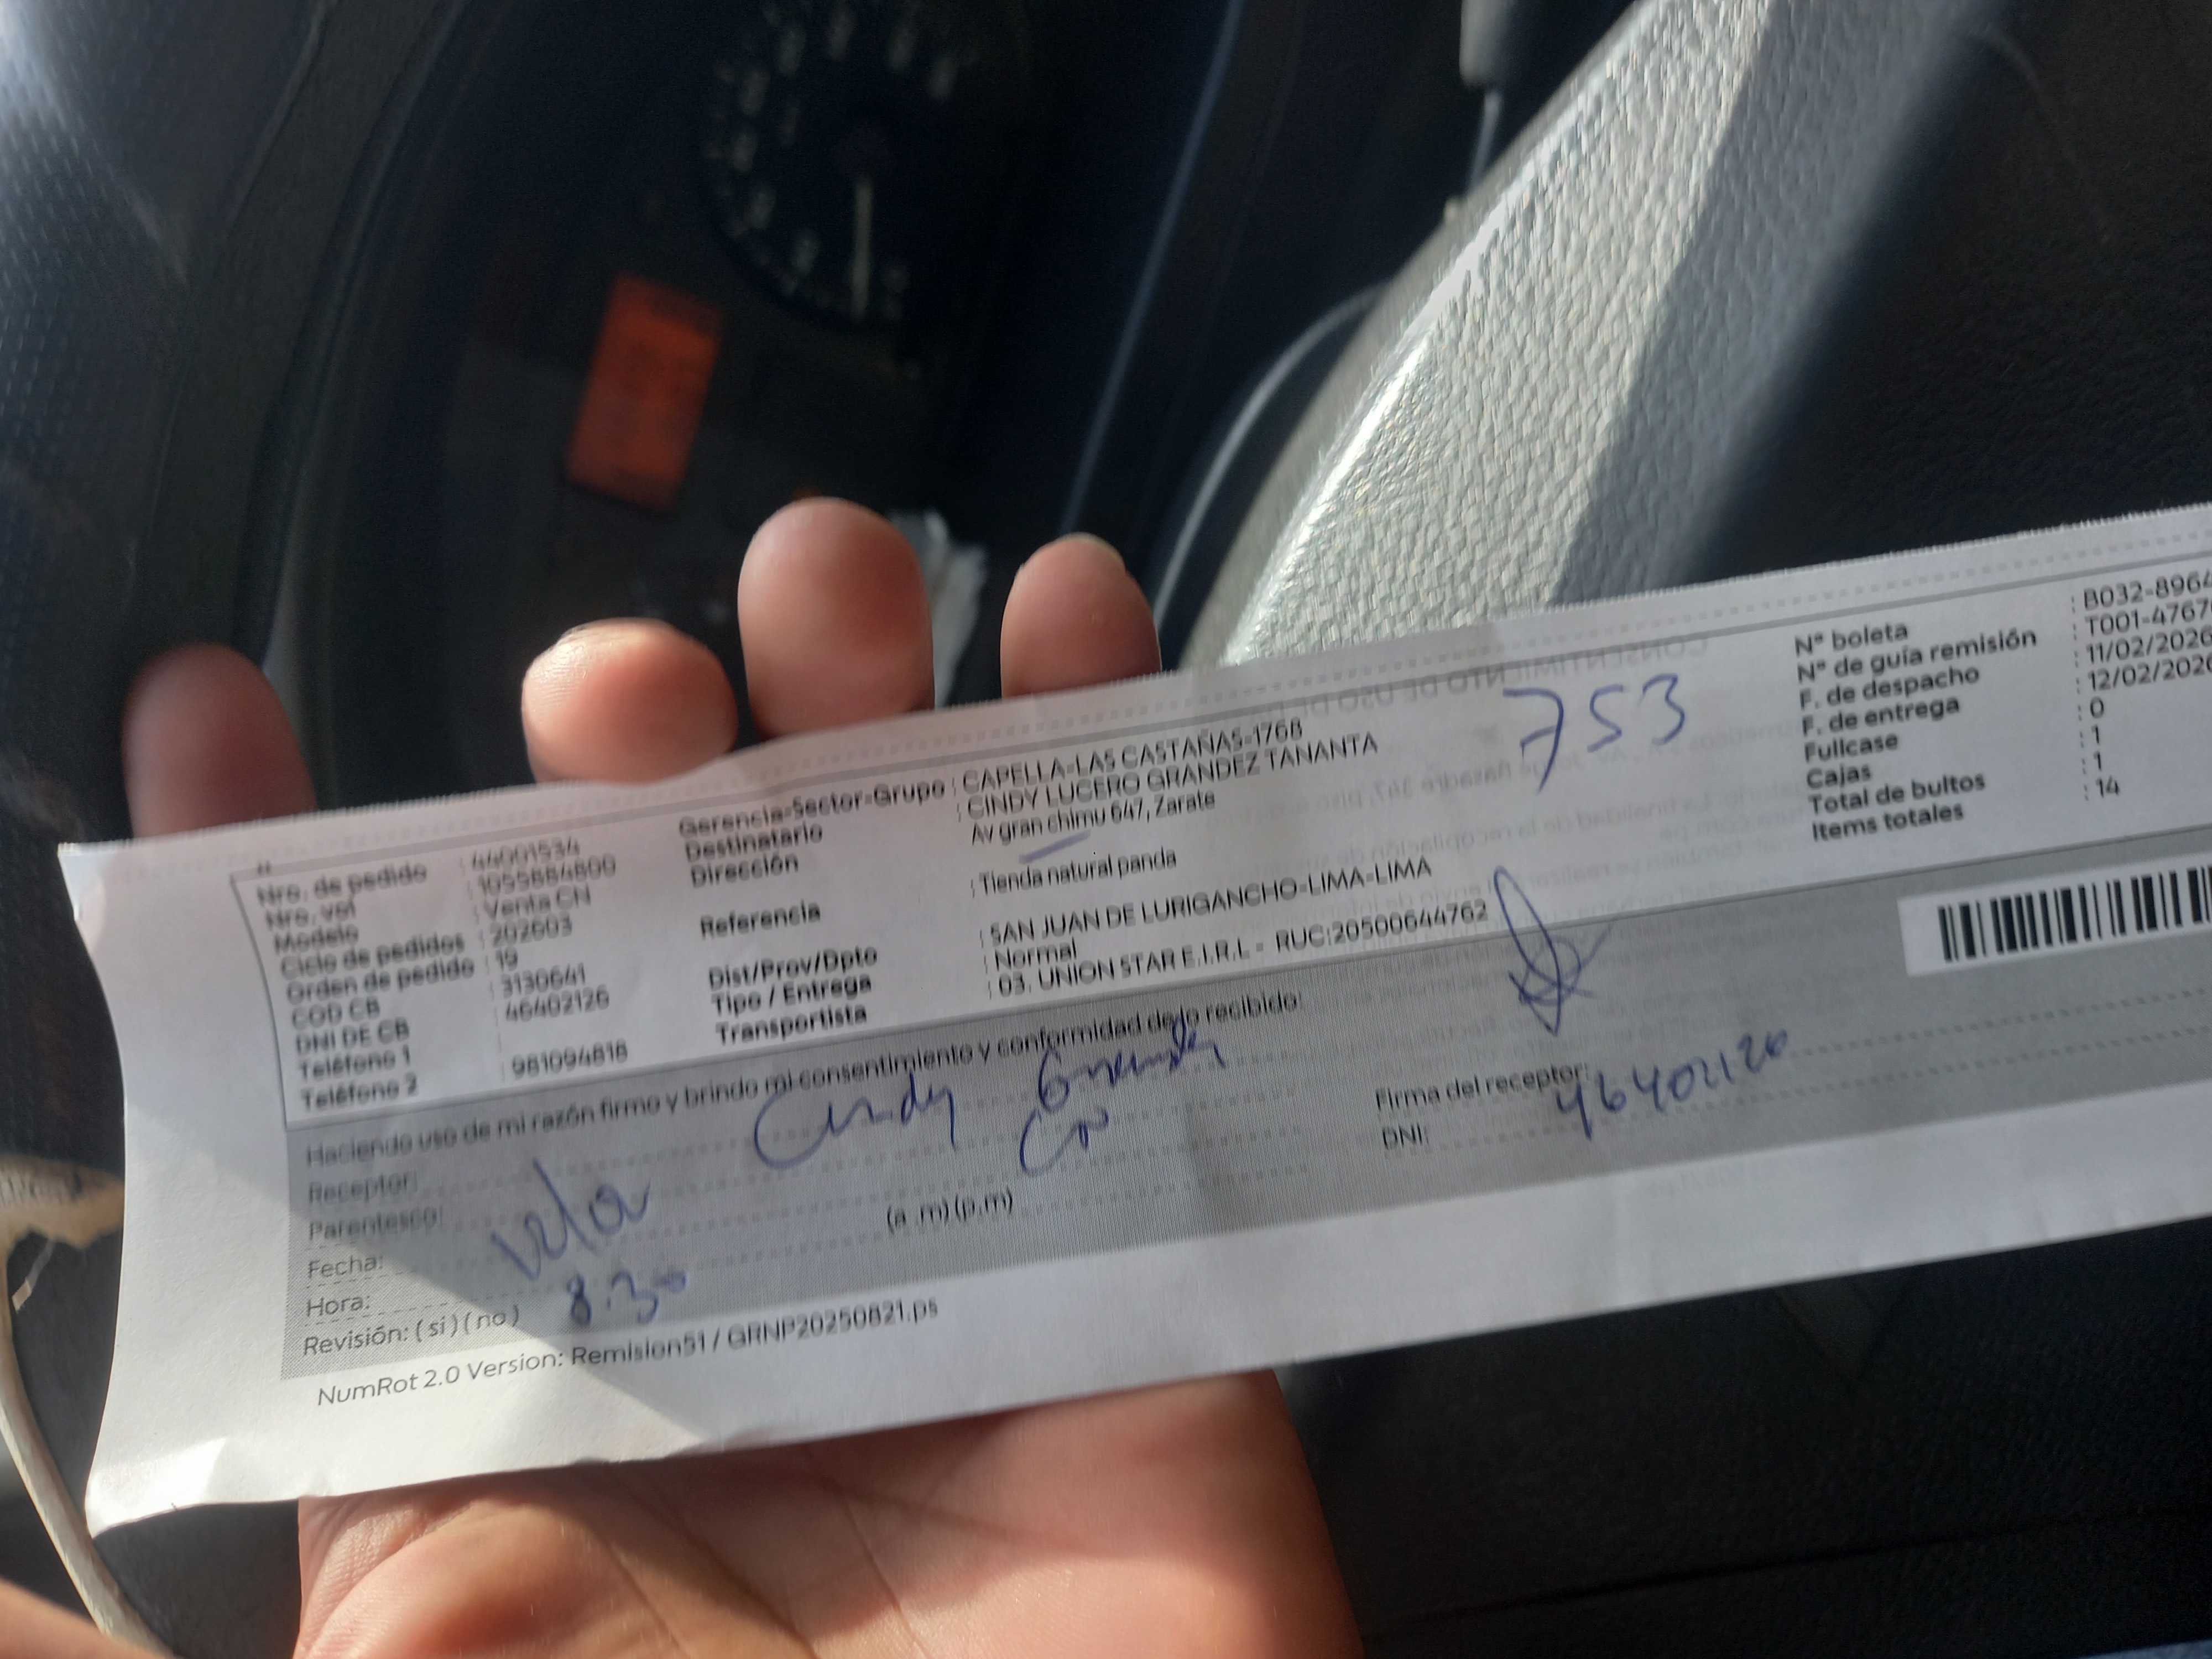 753
Nro. de pedido : 44001534
Nro. vol : 1055884800
Modelo : Venta CN
Ciclo de pedidos : 202603
Orden de pedido : 19
COD CB : 3130641
DNI DE CB : 46402126
Teléfono 1
Teléfono 2 : 981094818
Gerencia-Sector-Grupo : CAPELLA-LAS CASTAÑAS-1768
Destinatario : CINDY LUCERO GRANDEZ TANANTA
Dirección : Av gran chimu 647, Zarate
Referencia : Tienda natural panda
Dist/Prov/Dpto : SAN JUAN DE LURIGANCHO-LIMA-LIMA
Tipo / Entrega : Normal
Transportista : 03. UNION STAR E.I.R.L - RUC:20500644762
N° boleta : B032-8964
N° de guía remisión : T001-4767
F. de despacho : 11/02/2026
F. de entrega : 12/02/2026
Fullcase : 0
Cajas : 1
Total de bultos : 1
Items totales : 14
Haciendo uso de mi razón firmo y brindo mi consentimiento y conformidad de lo recibido:
Receptor: Cindy Grandez
Parentesco: CN
Fecha:
Hora: 8:30 (a .m) (p.m)
Revisión: ( si ) ( no )
Firma del receptor:
DNI: 46402126
NumRot 2.0 Version: Remision51 / GRNP20250821.ps